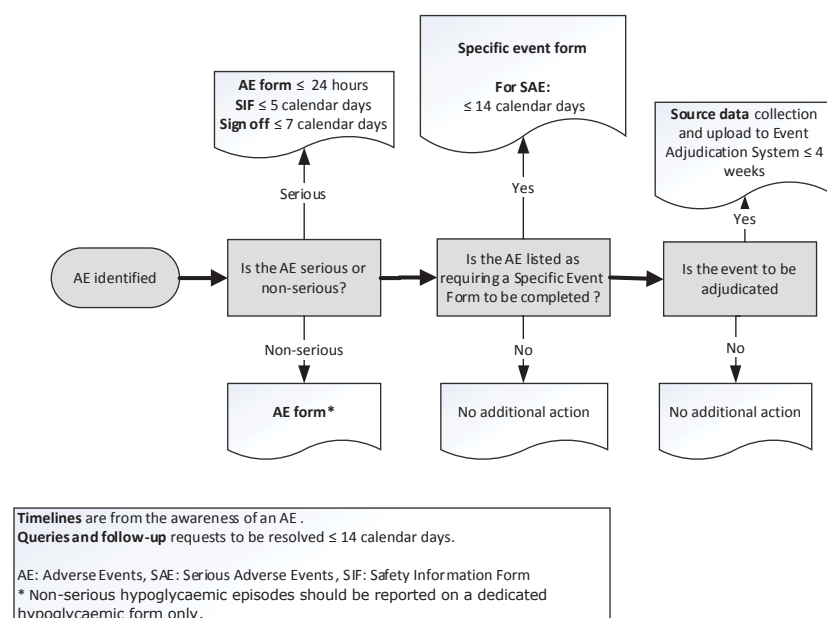 Specific event form
For SAE:
≤ 14 calendar days
AE form ≤ 24 hours
SIF ≤ 5 calendar days
Sign off ≤ 7 calendar days
Source data collection
and upload to Event
Adjudication System ≤ 4
weeks
Serious
Yes
Yes
AE identified
Is the AE serious or
non-serious?
Is the AE listed as
requiring a Specific Event
Form to be completed ?
Is the event to be
adjudicated
Non-serious
No
No
AE form*
No additional action
No additional action
Timelines are from the awareness of an AE .
Queries and follow-up requests to be resolved ≤ 14 calendar days.
AE: Adverse Events, SAE: Serious Adverse Events, SIF: Safety Information Form
* Non-serious hypoglycaemic episodes should be reported on a dedicated
hypoglycaemic form only.